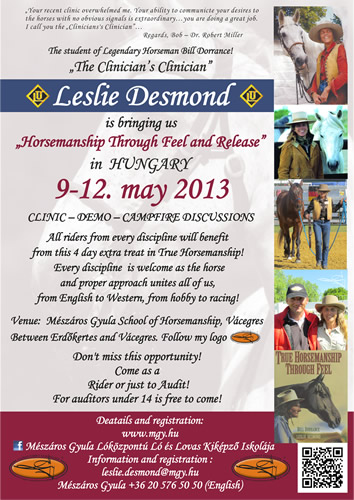 „Your recent clinic overwhelmed me. Your ability to communicte your desires to
the horses with no obvious signals is extraordinary…you are doing a great job.
I call you the „Clinicians's Clinician"…
Regards, Bob – Dr. Robert Miller
The student of Legendary Horseman Bill Dorrance!
„The Clinician's Clinician"
Leslie Desmond
is bringing us
„Horsemanship Through Feel and Release"
in HUNGARY
9-12. may 2013
CLINIC – DEMO – CAMPFIRE DISCUSSIONS
All riders from every discipline will benefit
from this 4 day extra treat in True Horsemanship!
Every discipline is welcome as the horse
and proper approach unites all of us,
from English to Western, from hobby to racing!
Venue: Mészáros Gyula School of Horsemanship, Vácegres
Between Erdőkertes and Vácegres. Follow my logo
Don't miss this opportunity!
Come as a
Rider or just to Audit!
For auditors under 14 is free to come!
TRUE HORSEMANSHIP
THROUGH FEEL
BILL DORRANCE
Deatails and registration:
www.mgy.hu
Mészáros Gyula Lóközpontú Ló és Lovas Kiképző Iskolája
Information and registration :
leslie.desmond@mgy.hu
Mészáros Gyula +36 20 576 50 50 (English)